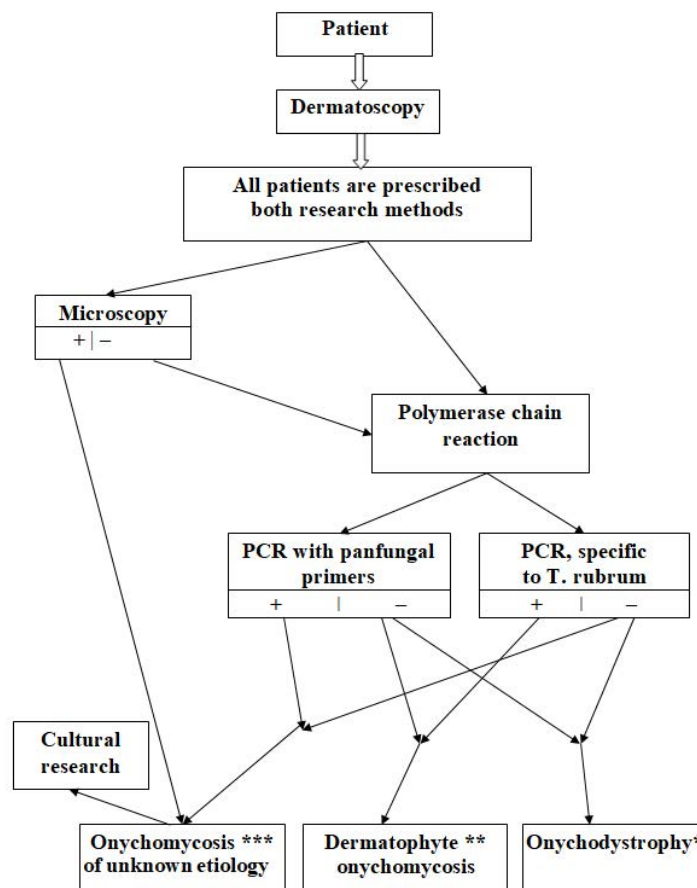 Patient
Dermatoscopy
All patients are prescribed
both research methods
Microscopy
+ | –
Polymerase chain
reaction
PCR with panfungal
primers
+ | –
PCR, specific
to T. rubrum
+ | –
Cultural
research
Onychomycosis ***
of unknown etiology
Dermatophyte **
onychomycosis
Onychodystrophy*